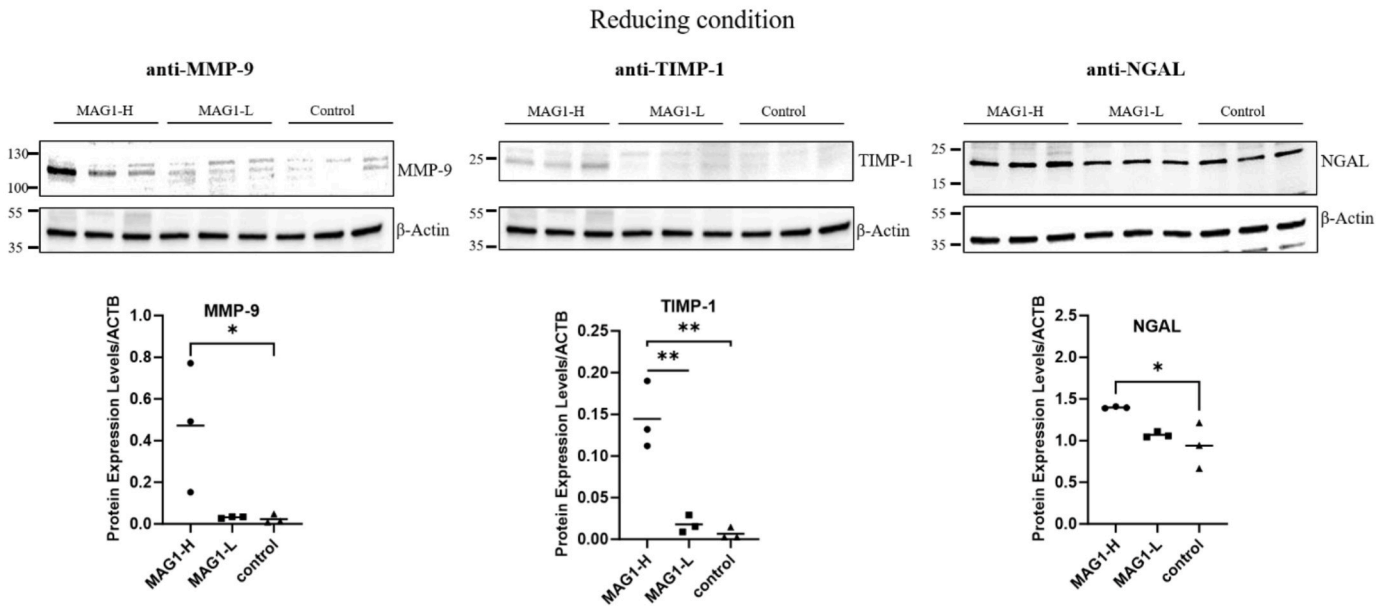 Reducing condition
anti-MMP-9
MAG1-H MAG1-L Control
130
100
MMP-9
55
35
β-Actin
anti-TIMP-1
MAG1-H MAG1-L Control
25
TIMP-1
55
35
β-Actin
anti-NGAL
MAG1-H MAG1-L Control
25
15
NGAL
55
35
β-Actin
MMP-9
*
Protein Expression Levels/ACTB
1.0
0.8
0.6
0.4
0.2
0.0
MAG1-H MAG1-L control
TIMP-1
**
**
Protein Expression Levels/ACTB
0.25
0.20
0.15
0.10
0.05
0.00
MAG1-H MAG1-L control
NGAL
*
Protein Expression Levels/ACTB
2.5
2.0
1.5
1.0
0.5
0.0
MAG1-H MAG1-L control